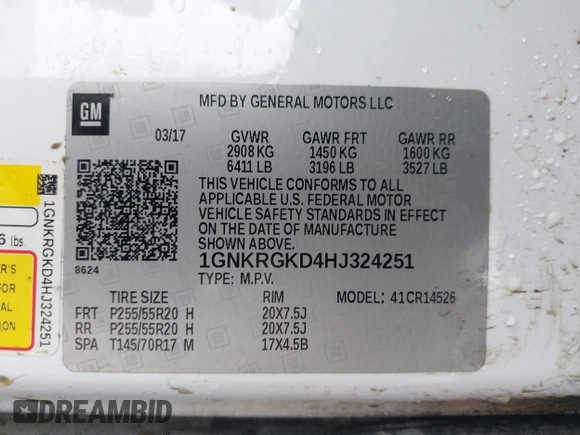 GM
MFD BY GENERAL MOTORS LLC
03/17 GVWR GAWR FRT GAWR RR
2908 KG 1450 KG 1600 KG
6411 LB 3196 LB 3527 LB
THIS VEHICLE CONFORMS TO ALL
APPLICABLE U.S. FEDERAL MOTOR
VEHICLE SAFETY STANDARDS IN EFFECT
ON THE DATE OF MANUFACTURE
SHOWN ABOVE.
8624
1GNKRGKD4HJ324251
TYPE: M.P.V.
TIRE SIZE RIM MODEL: 41CR14526
FRT P255/55R20 H 20X7.5J
RR P255/55R20 H 20X7.5J
SPA T145/70R17 M 17X4.5B
1GNKRGKD4HJ324251
6 lbs.
DREAMBID